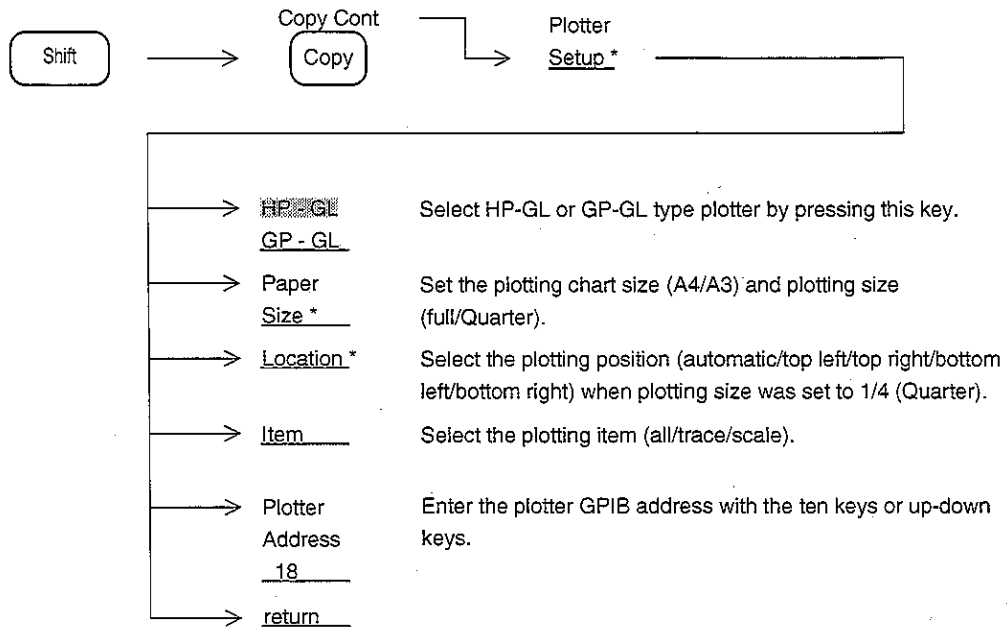 Copy Cont
Shift
Copy
Plotter
Setup *
HP - GL
GP - GL
Select HP-GL or GP-GL type plotter by pressing this key.
Paper
Size *
Set the plotting chart size (A4/A3) and plotting size
(full/Quarter).
Location *
Select the plotting position (automatic/top left/top right/bottom
left/bottom right) when plotting size was set to 1/4 (Quarter).
Item
Select the plotting item (all/trace/scale).
Plotter
Address
18
Enter the plotter GPIB address with the ten keys or up-down
keys.
return